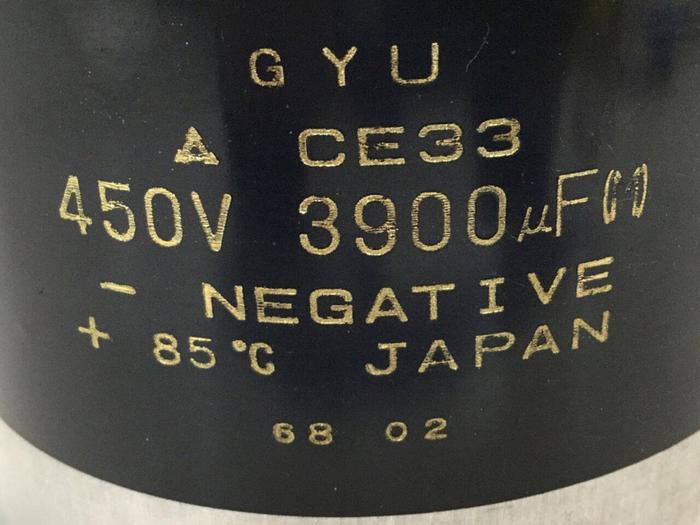 GYU
▲ CE33
450V 3900µF(M)
- NEGATIVE
+ 85°C JAPAN
68 02